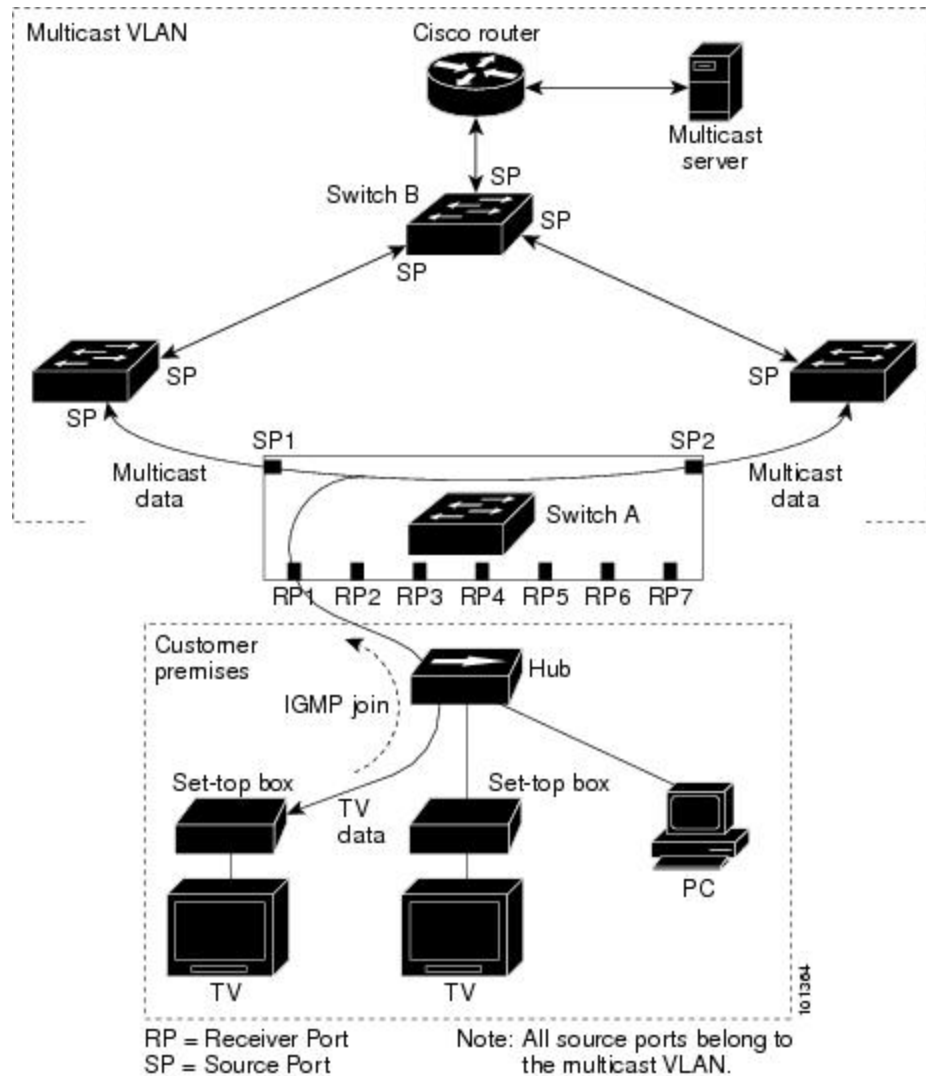 Multicast VLAN
Cisco router
Multicast
server
SP
Switch B
SP
SP
SP
SP
SP
SP1
SP2
Multicast
data
Multicast
data
Switch A
RP1 RP2 RP3 RP4 RP5 RP6 RP7
Customer
premises
Hub
IGMP join
Set-top box
Set-top box
TV
data
PC
TV
TV
101364
RP = Receiver Port
SP = Source Port
Note: All source ports belong to
the multicast VLAN.